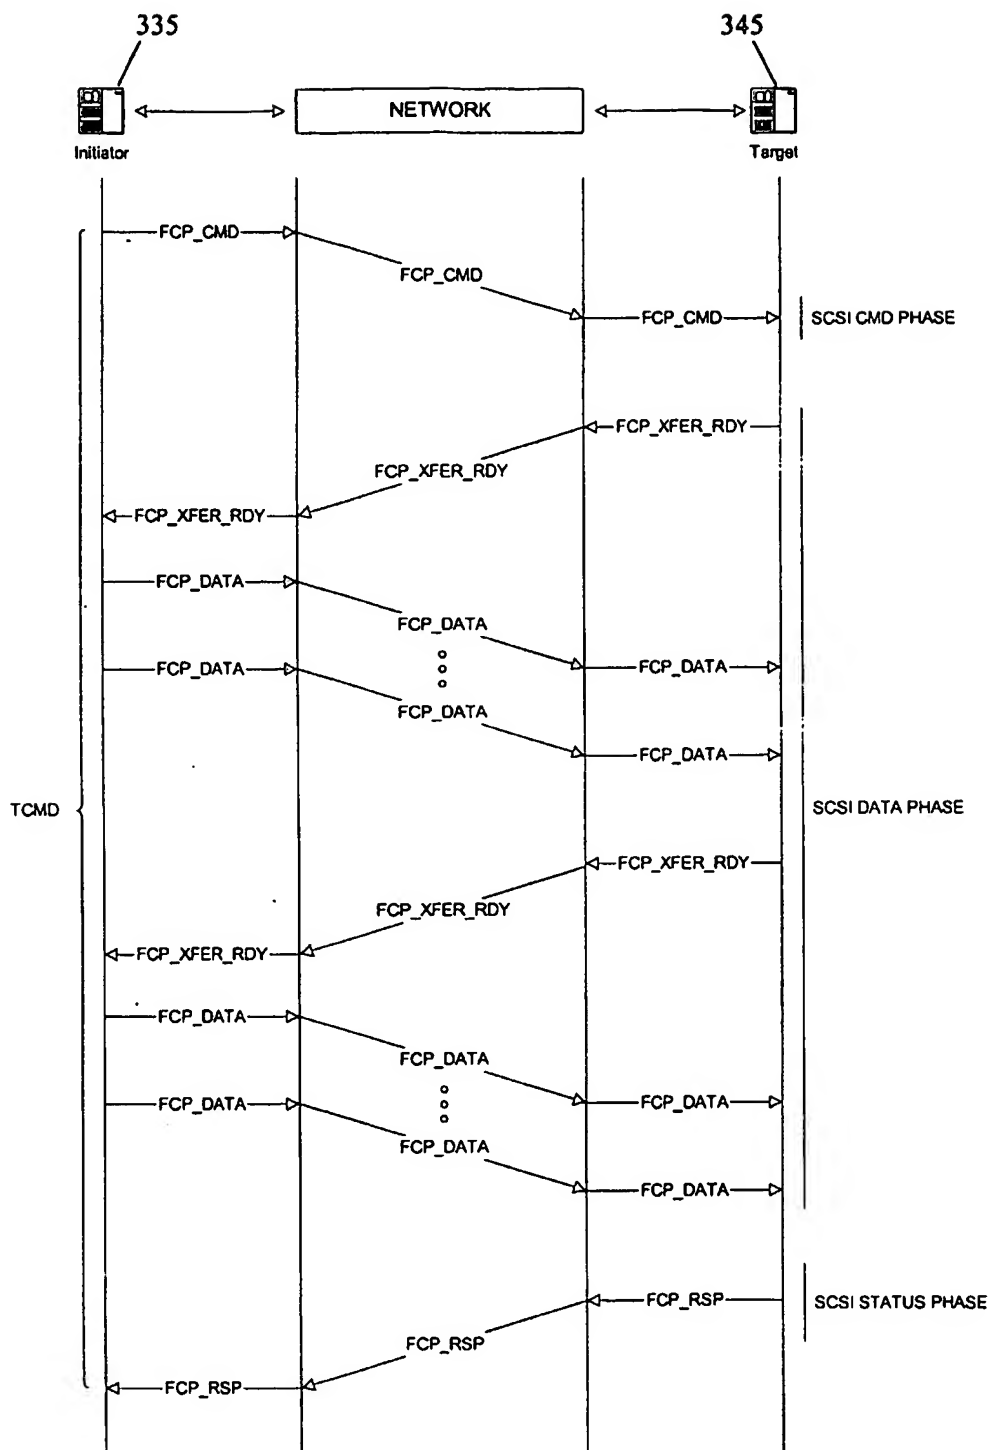 335
345
NETWORK
Initiator
Target
FCP_CMD
FCP_CMD
FCP_CMD
SCSI CMD PHASE
FCP_XFER_RDY
FCP_XFER_RDY
FCP_XFER_RDY
FCP_DATA
FCP_DATA
FCP_DATA
FCP_DATA
FCP_DATA
FCP_DATA
TCMD
SCSI DATA PHASE
FCP_XFER_RDY
FCP_XFER_RDY
FCP_XFER_RDY
FCP_DATA
FCP_DATA
FCP_DATA
FCP_DATA
FCP_DATA
FCP_DATA
FCP_RSP
SCSI STATUS PHASE
FCP_RSP
FCP_RSP